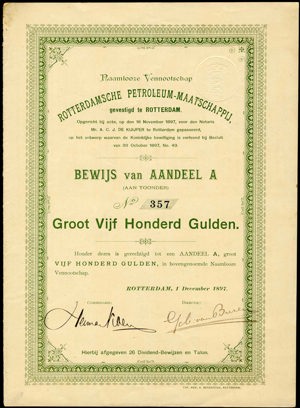 Naamlooze Vennootschap
ROTTERDAMSCHE PETROLEUM-MAATSCHAPPIJ,
gevestigd te ROTTERDAM.
Opgericht bij acte, op den 16 November 1897, voor den Notaris
Mr. A. C. J. DE KUIJPER te Rotterdam gepasseerd,
op het ontwerp waarvan de Koninklijke bewilliging is verleend bij Besluit
van 30 October 1897, No. 43.
BEWIJS van AANDEEL A
(AAN TOONDER)
No 357
Groot Vijf Honderd Gulden.
Houder dezes is gerechtigd tot een AANDEEL A, groot
VIJF HONDERD GULDEN, in bovengenoemde Naamlooze
Vennootschap.
ROTTERDAM, 1 December 1897.
Commissaris: Directeur:
Hierbij afgegeven 26 Dividend-Bewijzen en Talon.